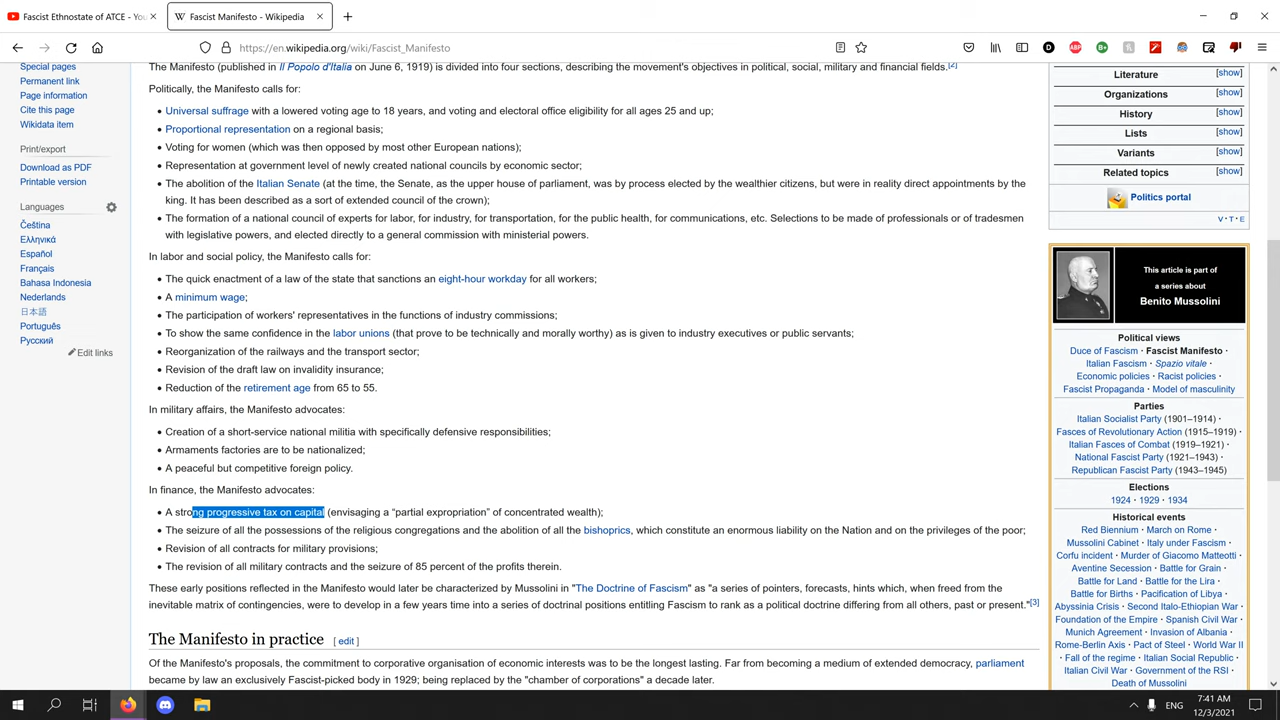 Fascist Ethnostate of ATCE - You
Fascist Manifesto - Wikipedia
https://en.wikipedia.org/wiki/Fascist_Manifesto
Special pages
Permanent link
Page information
Cite this page
Wikidata item
Print/export
Download as PDF
Printable version
Languages
Čeština
Ελληνικά
Español
Français
Bahasa Indonesia
Nederlands
日本語
Português
Русский
Edit links
The Manifesto (published in Il Popolo d'Italia on June 6, 1919) is divided into four sections, describing the movement's objectives in political, social, military and financial fields.[2]
Politically, the Manifesto calls for:
• Universal suffrage with a lowered voting age to 18 years, and voting and electoral office eligibility for all ages 25 and up;
• Proportional representation on a regional basis;
• Voting for women (which was then opposed by most other European nations);
• Representation at government level of newly created national councils by economic sector;
• The abolition of the Italian Senate (at the time, the Senate, as the upper house of parliament, was by process elected by the wealthier citizens, but were in reality direct appointments by the
king. It has been described as a sort of extended council of the crown);
• The formation of a national council of experts for labor, for industry, for transportation, for the public health, for communications, etc. Selections to be made of professionals or of tradesmen
with legislative powers, and elected directly to a general commission with ministerial powers.
In labor and social policy, the Manifesto calls for:
• The quick enactment of a law of the state that sanctions an eight-hour workday for all workers;
• A minimum wage;
• The participation of workers' representatives in the functions of industry commissions;
• To show the same confidence in the labor unions (that prove to be technically and morally worthy) as is given to industry executives or public servants;
• Reorganization of the railways and the transport sector;
• Revision of the draft law on invalidity insurance;
• Reduction of the retirement age from 65 to 55.
In military affairs, the Manifesto advocates:
• Creation of a short-service national militia with specifically defensive responsibilities;
• Armaments factories are to be nationalized;
• A peaceful but competitive foreign policy.
In finance, the Manifesto advocates:
• A strong progressive tax on capital (envisaging a “partial expropriation” of concentrated wealth);
• The seizure of all the possessions of the religious congregations and the abolition of all the bishoprics, which constitute an enormous liability on the Nation and on the privileges of the poor;
• Revision of all contracts for military provisions;
• The revision of all military contracts and the seizure of 85 percent of the profits therein.
These early positions reflected in the Manifesto would later be characterized by Mussolini in "The Doctrine of Fascism" as "a series of pointers, forecasts, hints which, when freed from the
inevitable matrix of contingencies, were to develop in a few years time into a series of doctrinal positions entitling Fascism to rank as a political doctrine differing from all others, past or present."[3]
The Manifesto in practice [ edit ]
Of the Manifesto's proposals, the commitment to corporative organisation of economic interests was to be the longest lasting. Far from becoming a medium of extended democracy, parliament
became by law an exclusively Fascist-picked body in 1929; being replaced by the "chamber of corporations" a decade later.
Literature [show]
Organizations [show]
History [show]
Lists [show]
Variants [show]
Related topics [show]
Politics portal
V · T · E
This article is part of
a series about
Benito Mussolini
Political views
Duce of Fascism · Fascist Manifesto ·
Italian Fascism · Spazio vitale ·
Economic policies · Racist policies ·
Fascist Propaganda · Model of masculinity
Parties
Italian Socialist Party (1901–1914) ·
Fasces of Revolutionary Action (1915–1919) ·
Italian Fasces of Combat (1919–1921) ·
National Fascist Party (1921–1943) ·
Republican Fascist Party (1943–1945)
Elections
1924 · 1929 · 1934
Historical events
Red Biennium · March on Rome ·
Mussolini Cabinet · Italy under Fascism ·
Corfu incident · Murder of Giacomo Matteotti ·
Aventine Secession · Battle for Grain ·
Battle for Land · Battle for the Lira ·
Battle for Births · Pacification of Libya ·
Abyssinia Crisis · Second Italo-Ethiopian War ·
Foundation of the Empire · Spanish Civil War ·
Munich Agreement · Invasion of Albania ·
Rome-Berlin Axis · Pact of Steel · World War II
· Fall of the regime · Italian Social Republic ·
Italian Civil War · Government of the RSI ·
Death of Mussolini
ENG
7:41 AM
12/3/2021